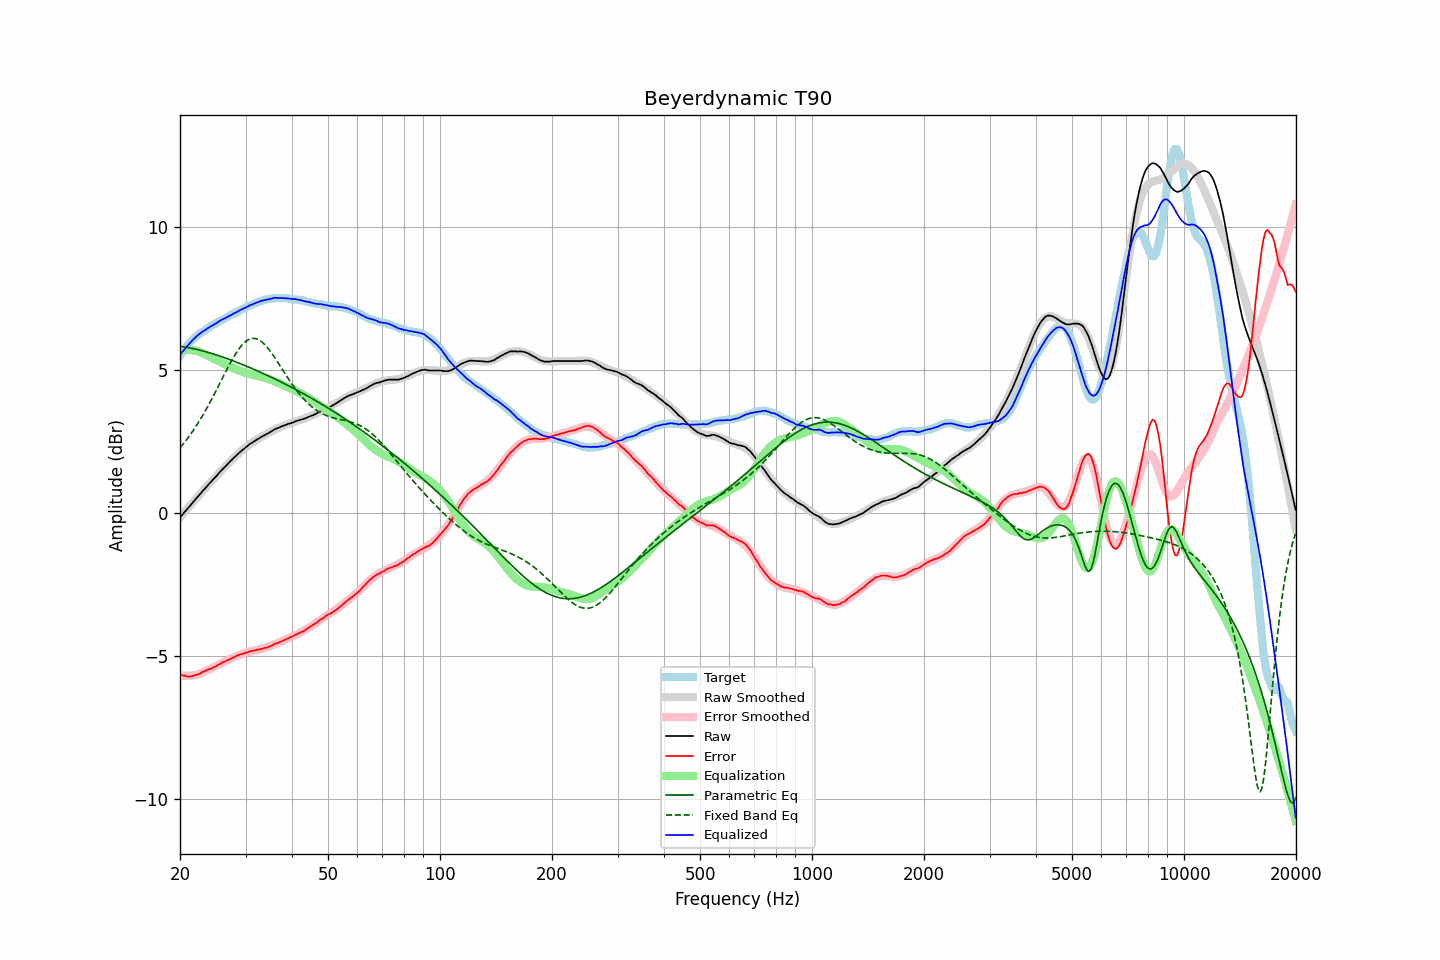 Beyerdynamic T90
Amplitude (dBr)
10
5
0
−5
−10
Target
Raw Smoothed
Error Smoothed
Raw
Error
Equalization
Parametric Eq
Fixed Band Eq
Equalized
20 50 100 200 500 1000 2000 5000 10000 20000
Frequency (Hz)